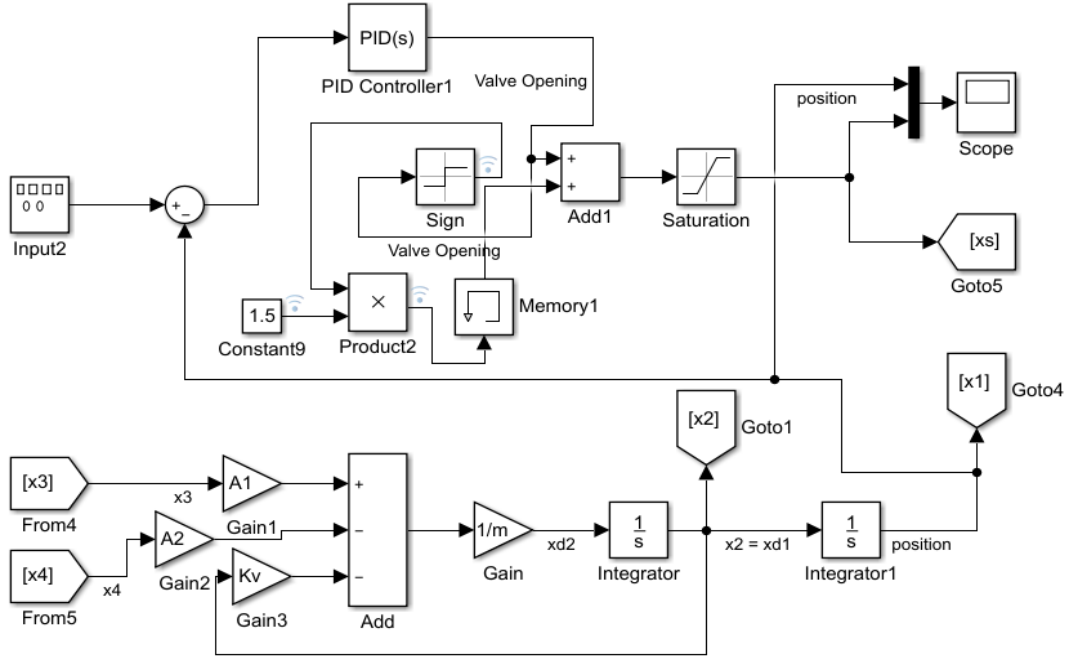 PID(s)
PID Controller1
Valve Opening
position
Scope
+
+
Add1
Sign
Saturation
+
−
Input2
Valve Opening
[xs]
Goto5
1.5
Constant9
×
Product2
Memory1
[x1]
Goto4
[x2]
Goto1
[x3]
From4
x3
A1
Gain1
A2
Gain2
[x4]
From5
x4
Kv
Gain3
+
−
−
Add
1/m
Gain
xd2
1
s
Integrator
x2 = xd1
1
s
Integrator1
position